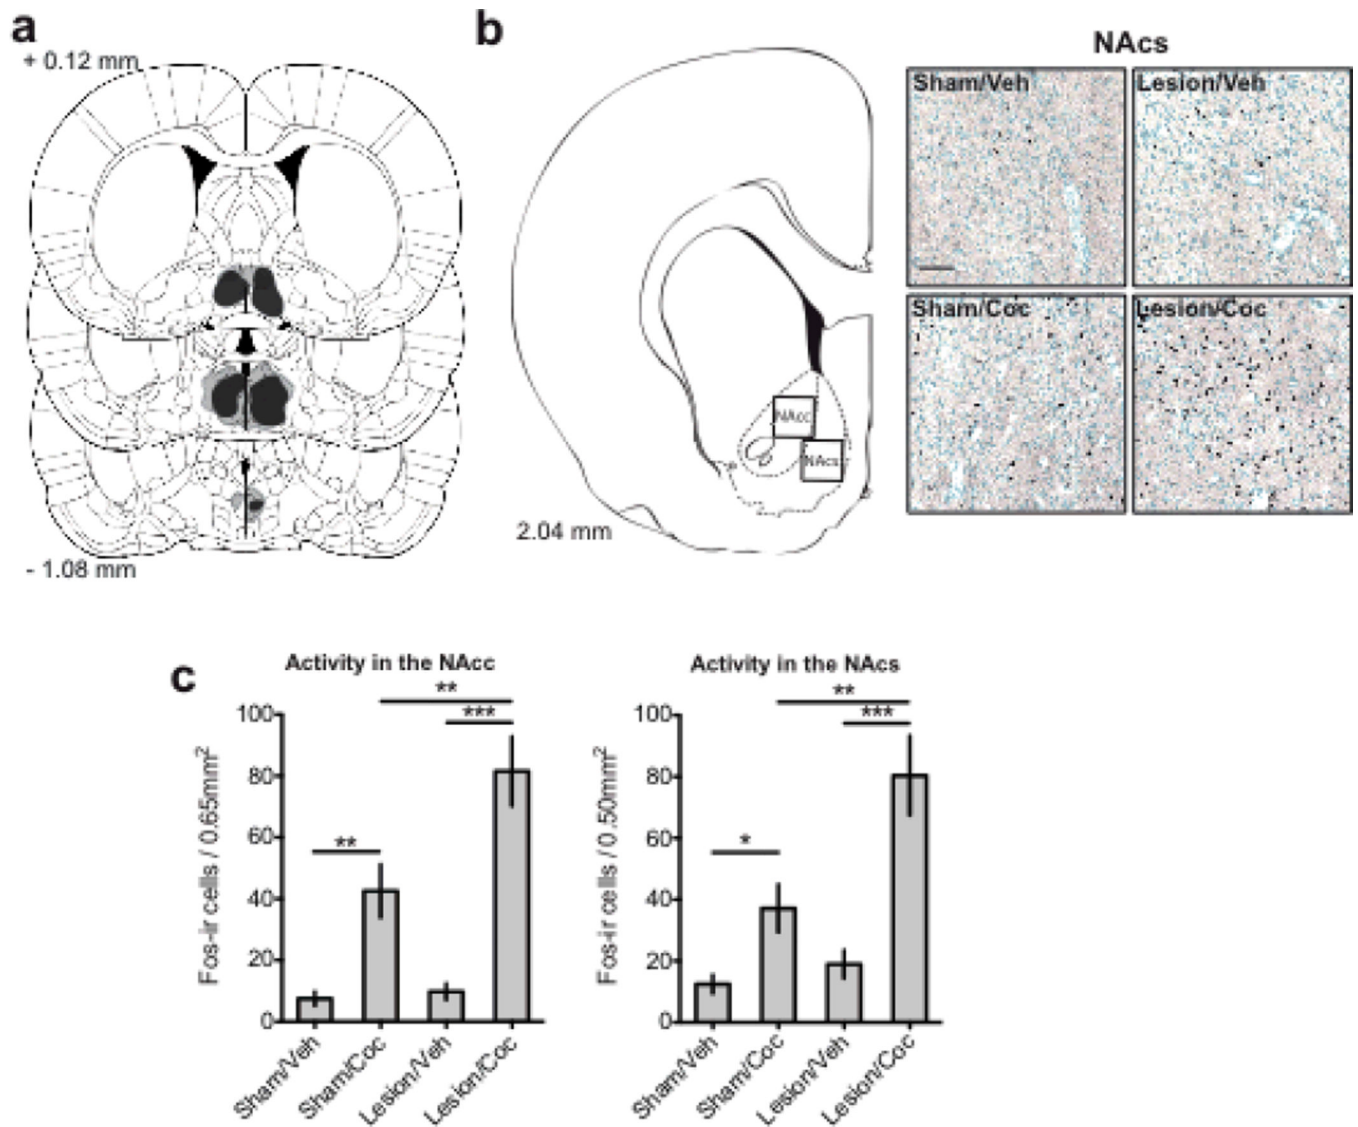 a
+ 0.12 mm
- 1.08 mm
b
2.04 mm
NAcc
NAcs
NAcs
Sham/Veh
Lesion/Veh
Sham/Coc
Lesion/Coc
c
Activity in the NAcc
**
***
**
Fos-ir cells / 0.65mm²
100
80
60
40
20
0
Sham/Veh
Sham/Coc
Lesion/Veh
Lesion/Coc
Activity in the NAcs
**
***
*
Fos-ir cells / 0.50mm²
100
80
60
40
20
0
Sham/Veh
Sham/Coc
Lesion/Veh
Lesion/Coc